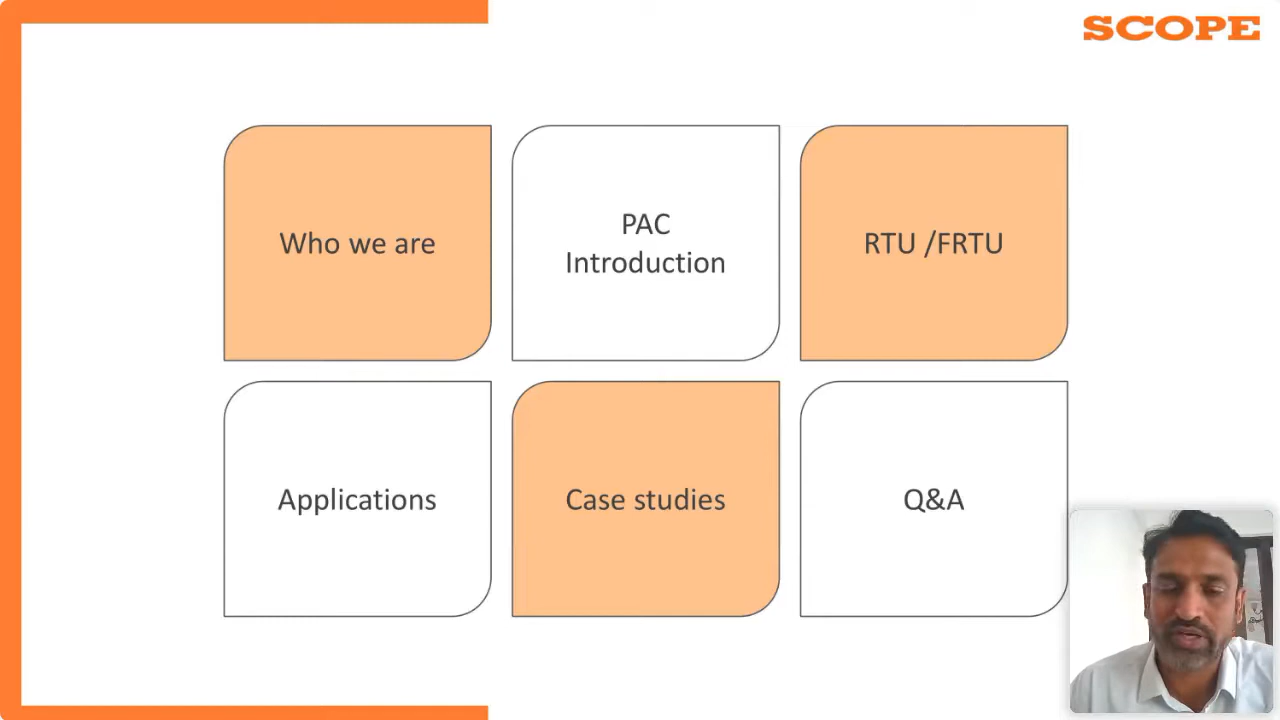 SCOPE
Who we are
PAC
Introduction
RTU /FRTU
Applications
Case studies
Q&A